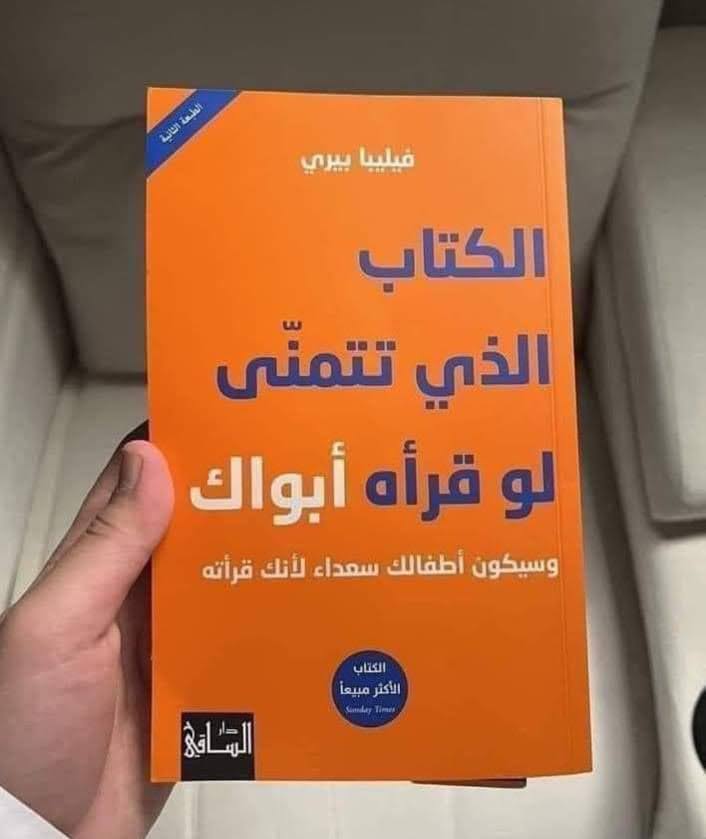 الطبعة الثانية
فيليبا بيري
الكتاب
الذي تتمنّى
لو قرأه أبواك
وسيكون أطفالك سعداء لأنك قرأته
الكتاب
الأكثر مبيعاً
Sunday Times
دار
الساقي